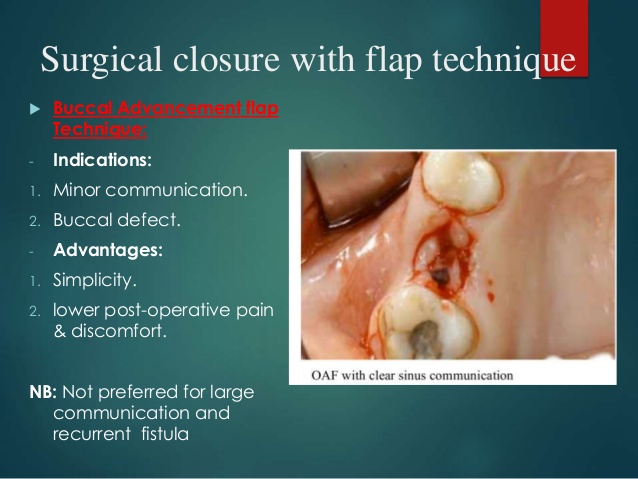 Surgical closure with flap technique
Buccal Advancement flap
Technique:
- Indications:
1. Minor communication.
2. Buccal defect.
- Advantages:
1. Simplicity.
2. lower post-operative pain
& discomfort.
NB: Not preferred for large
communication and
recurrent fistula
OAF with clear sinus communication